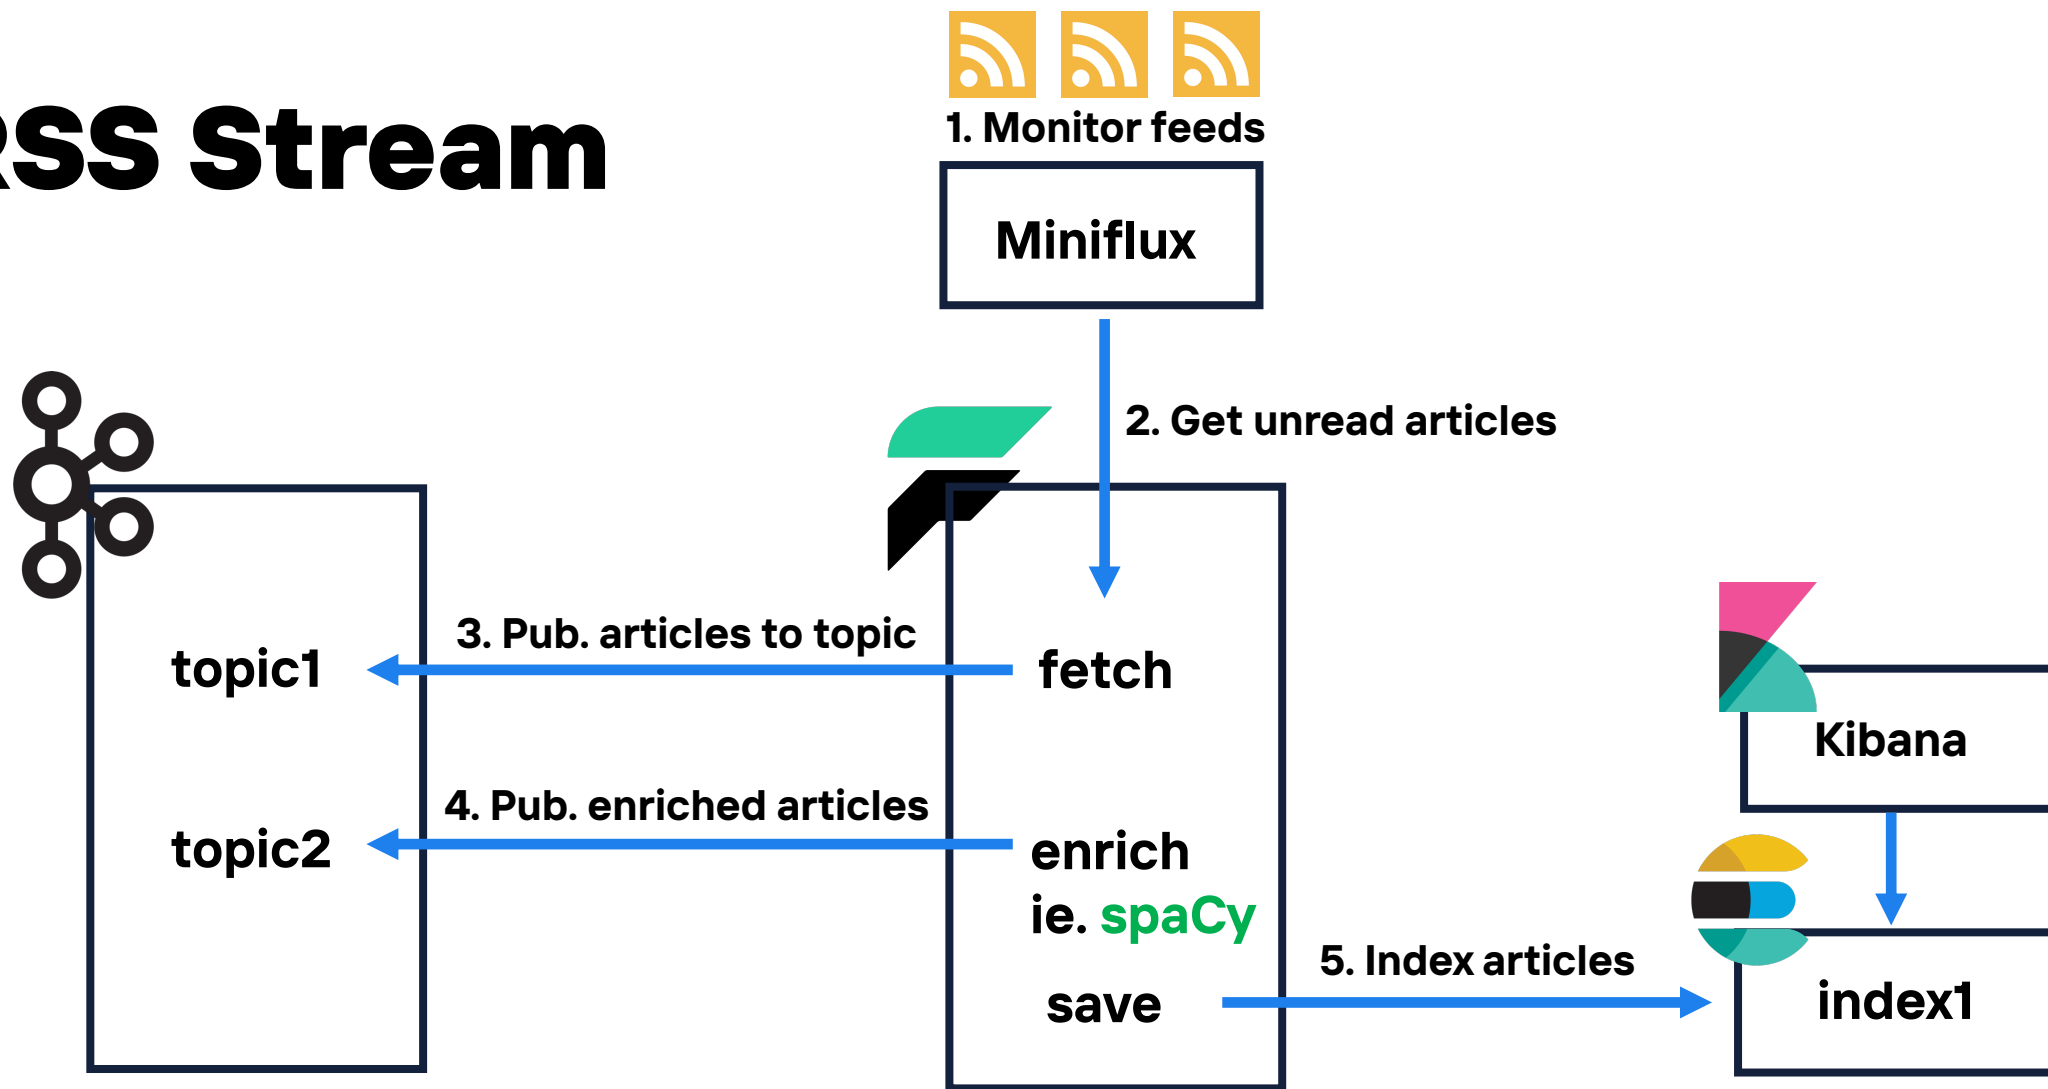 RSS Stream
1. Monitor feeds
Miniflux
2. Get unread articles
3. Pub. articles to topic
topic1
fetch
Kibana
4. Pub. enriched articles
topic2
enrich
ie. spaCy
5. Index articles
save
index1